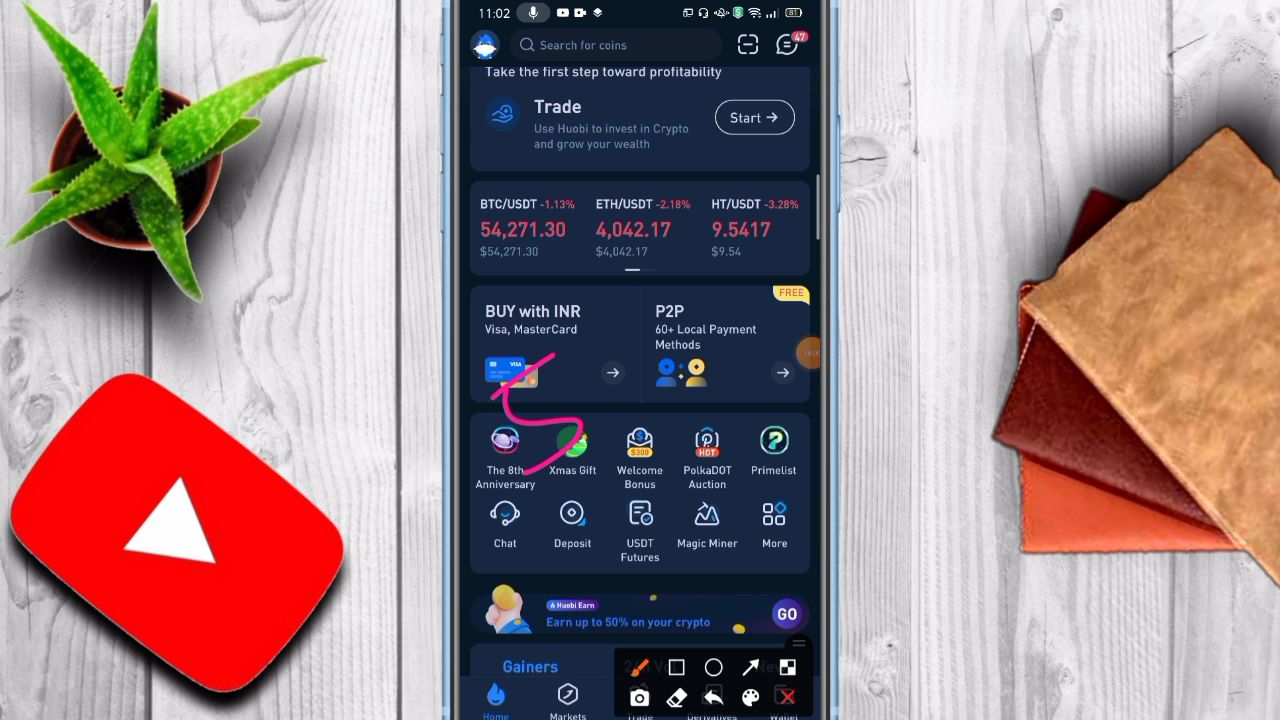 11:02
81
Search for coins
47
Take the first step toward profitability
Trade
Start →
Use Huobi to invest in Crypto
and grow your wealth
BTC/USDT -1.13% ETH/USDT -2.18% HT/USDT -3.28%
54,271.30 4,042.17 9.5417
$54,271.30 $4,042.17 $9.54
FREE
BUY with INR
Visa, MasterCard
P2P
60+ Local Payment
Methods
VISA
14:00
$300
HOT
The 8th
Anniversary
Xmas Gift
Welcome
Bonus
PolkaDOT
Auction
Primelist
Chat
Deposit
USDT
Futures
Magic Miner
More
Huobi Earn
Earn up to 50% on your crypto
GO
Gainers
Home Markets Trade Derivatives Wallet